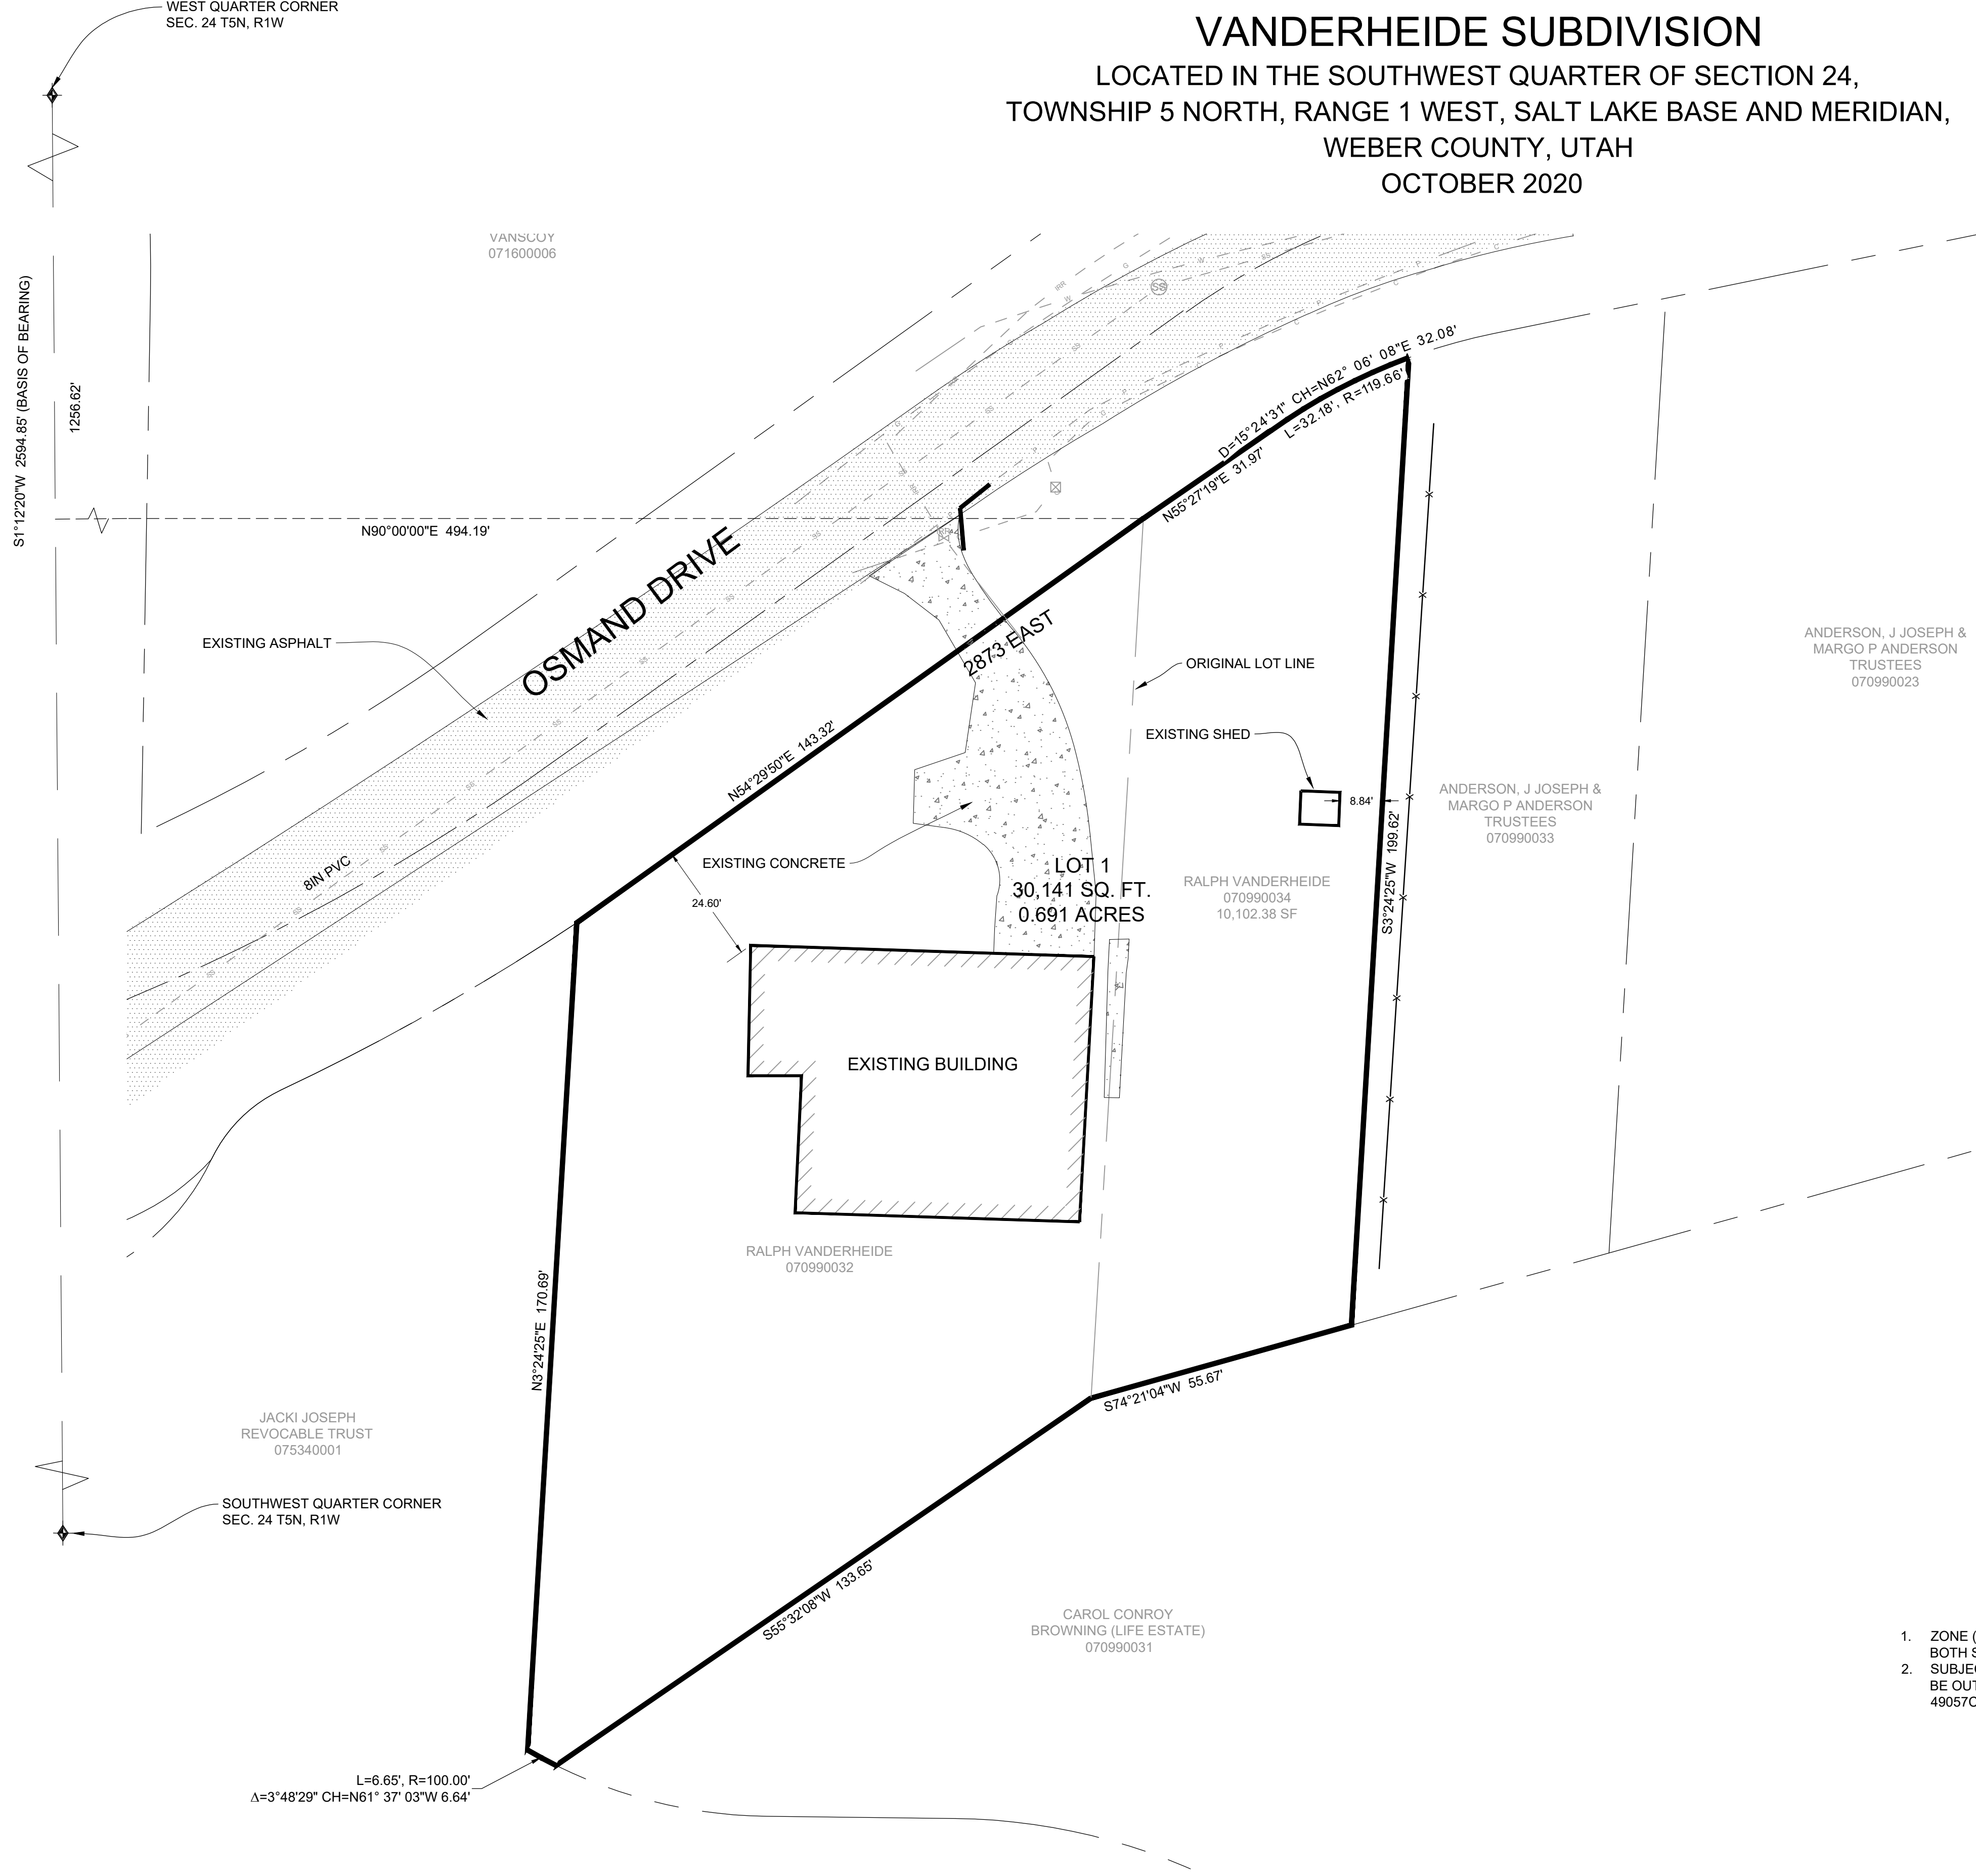 WEST QUARTER CORNER
SEC. 24 T5N, R1W
VANDERHEIDE SUBDIVISION
LOCATED IN THE SOUTHWEST QUARTER OF SECTION 24,
TOWNSHIP 5 NORTH, RANGE 1 WEST, SALT LAKE BASE AND MERIDIAN,
WEBER COUNTY, UTAH
OCTOBER 2020
VANSCOY
071600006
S1°12'20"W 2594.85' (BASIS OF BEARING)
1256.62'
N90°00'00"E 494.19'
D=15°24'31" CH=N62° 06' 08"E 32.08'
L=32.18', R=119.66'
N55°27'19"E 31.97'
OSMAND DRIVE
EXISTING ASPHALT
2873 EAST
ORIGINAL LOT LINE
ANDERSON, J JOSEPH &
MARGO P ANDERSON
TRUSTEES
070990023
EXISTING SHED
N54°29'50"E 143.32'
8.84'
ANDERSON, J JOSEPH &
MARGO P ANDERSON
TRUSTEES
070990033
S3°24'25"W 199.62'
8IN PVC
EXISTING CONCRETE
24.60'
LOT 1
30,141 SQ. FT.
0.691 ACRES
RALPH VANDERHEIDE
070990034
10,102.38 SF
EXISTING BUILDING
RALPH VANDERHEIDE
070990032
N3°24'25"E 170.69'
S74°21'04"W 55.67'
JACKI JOSEPH
REVOCABLE TRUST
075340001
SOUTHWEST QUARTER CORNER
SEC. 24 T5N, R1W
S55°32'08"W 133.65'
CAROL CONROY
BROWNING (LIFE ESTATE)
070990031
1. ZONE (
BOTH S
2. SUBJE
BE OUT
49057C
L=6.65', R=100.00'
Δ=3°48'29" CH=N61° 37' 03"W 6.64'